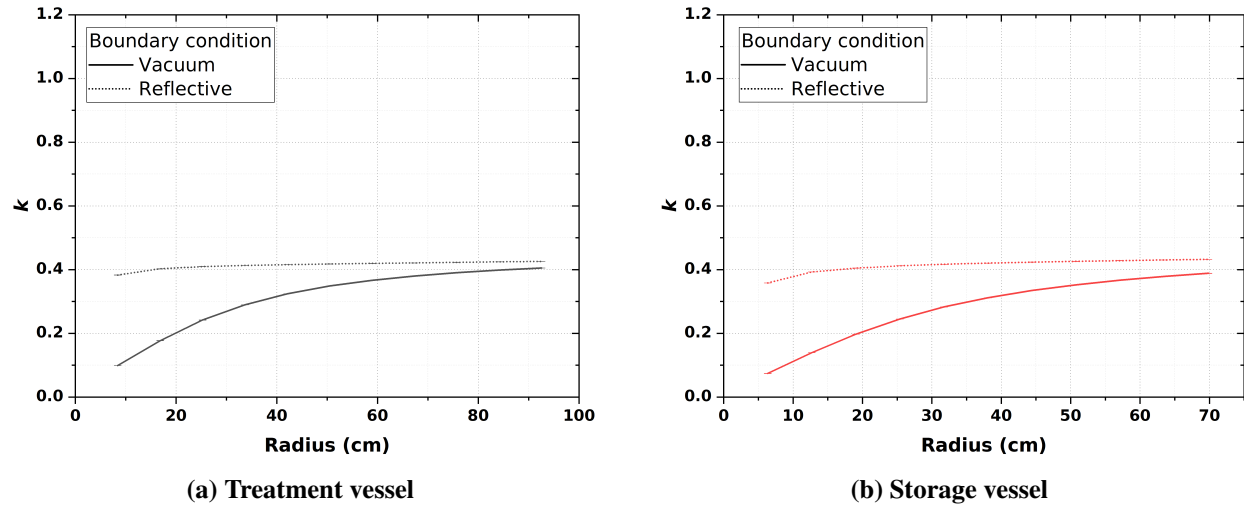 1.2
1.0
0.8
0.6
0.4
0.2
0.0
k
Boundary condition
Vacuum
Reflective
0 20 40 60 80 100
Radius (cm)
(a) Treatment vessel
1.2
1.0
0.8
0.6
0.4
0.2
0.0
k
Boundary condition
Vacuum
Reflective
0 10 20 30 40 50 60 70
Radius (cm)
(b) Storage vessel